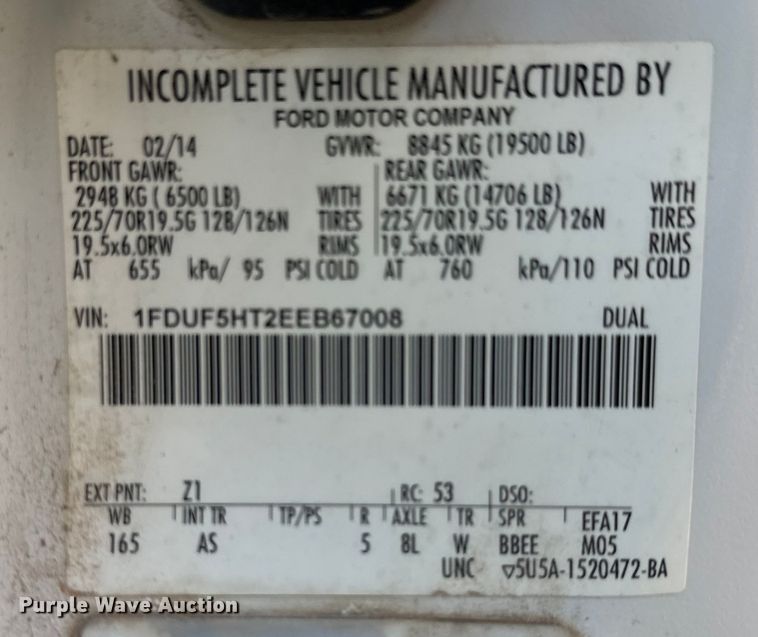 INCOMPLETE VEHICLE MANUFACTURED BY
FORD MOTOR COMPANY
DATE: 02/14 GVWR: 8845 KG (19500 LB)
FRONT GAWR: REAR GAWR:
2948 KG ( 6500 LB) WITH 6671 KG (14706 LB) WITH
225/70R19.5G 128/126N TIRES 225/70R19.5G 128/126N TIRES
19.5x6.0RW RIMS 19.5x6.0RW RIMS
AT 655 kPa/ 95 PSI COLD AT 760 kPa/110 PSI COLD
VIN: 1FDUF5HT2EEB67008 DUAL
EXT PNT: Z1 RC: 53 DSO:
WB INT TR TP/PS R AXLE TR SPR EFA17
165 AS 5 8L W BBEE M05
UNC ▽5U5A-1520472-BA
Purple Wave Auction